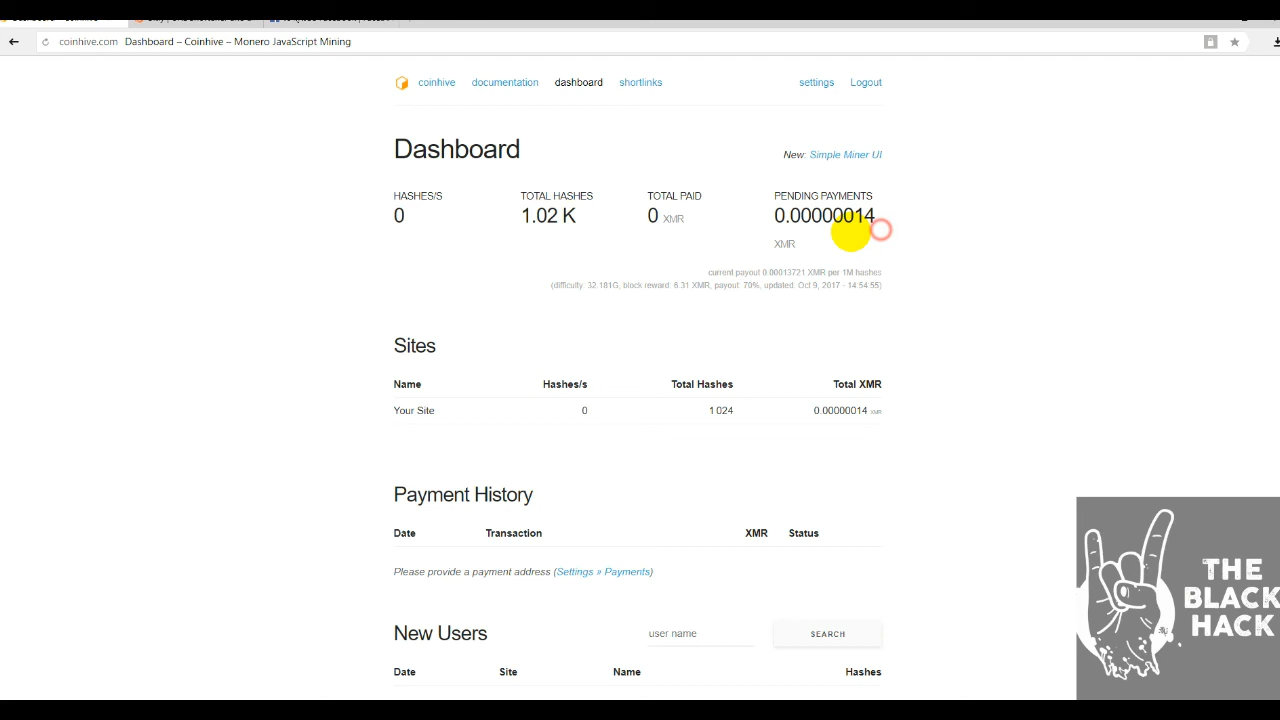 coinhive.com Dashboard – Coinhive – Monero JavaScript Mining
coinhive documentation dashboard shortlinks settings Logout
Dashboard
New: Simple Miner UI
HASHES/S TOTAL HASHES TOTAL PAID PENDING PAYMENTS
0 1.02 K 0 XMR 0.00000014
XMR
current payout 0.00013721 XMR per 1M hashes
(difficulty: 32.181G, block reward: 6.31 XMR, payout: 70%, updated: Oct 9, 2017 - 14:54:55)
Sites
Name Hashes/s Total Hashes Total XMR
Your Site 0 1 024 0.00000014 XMR
Payment History
Date Transaction XMR Status
Please provide a payment address (Settings » Payments)
New Users user name SEARCH
Date Site Name Hashes
THE
BLACK
HACK